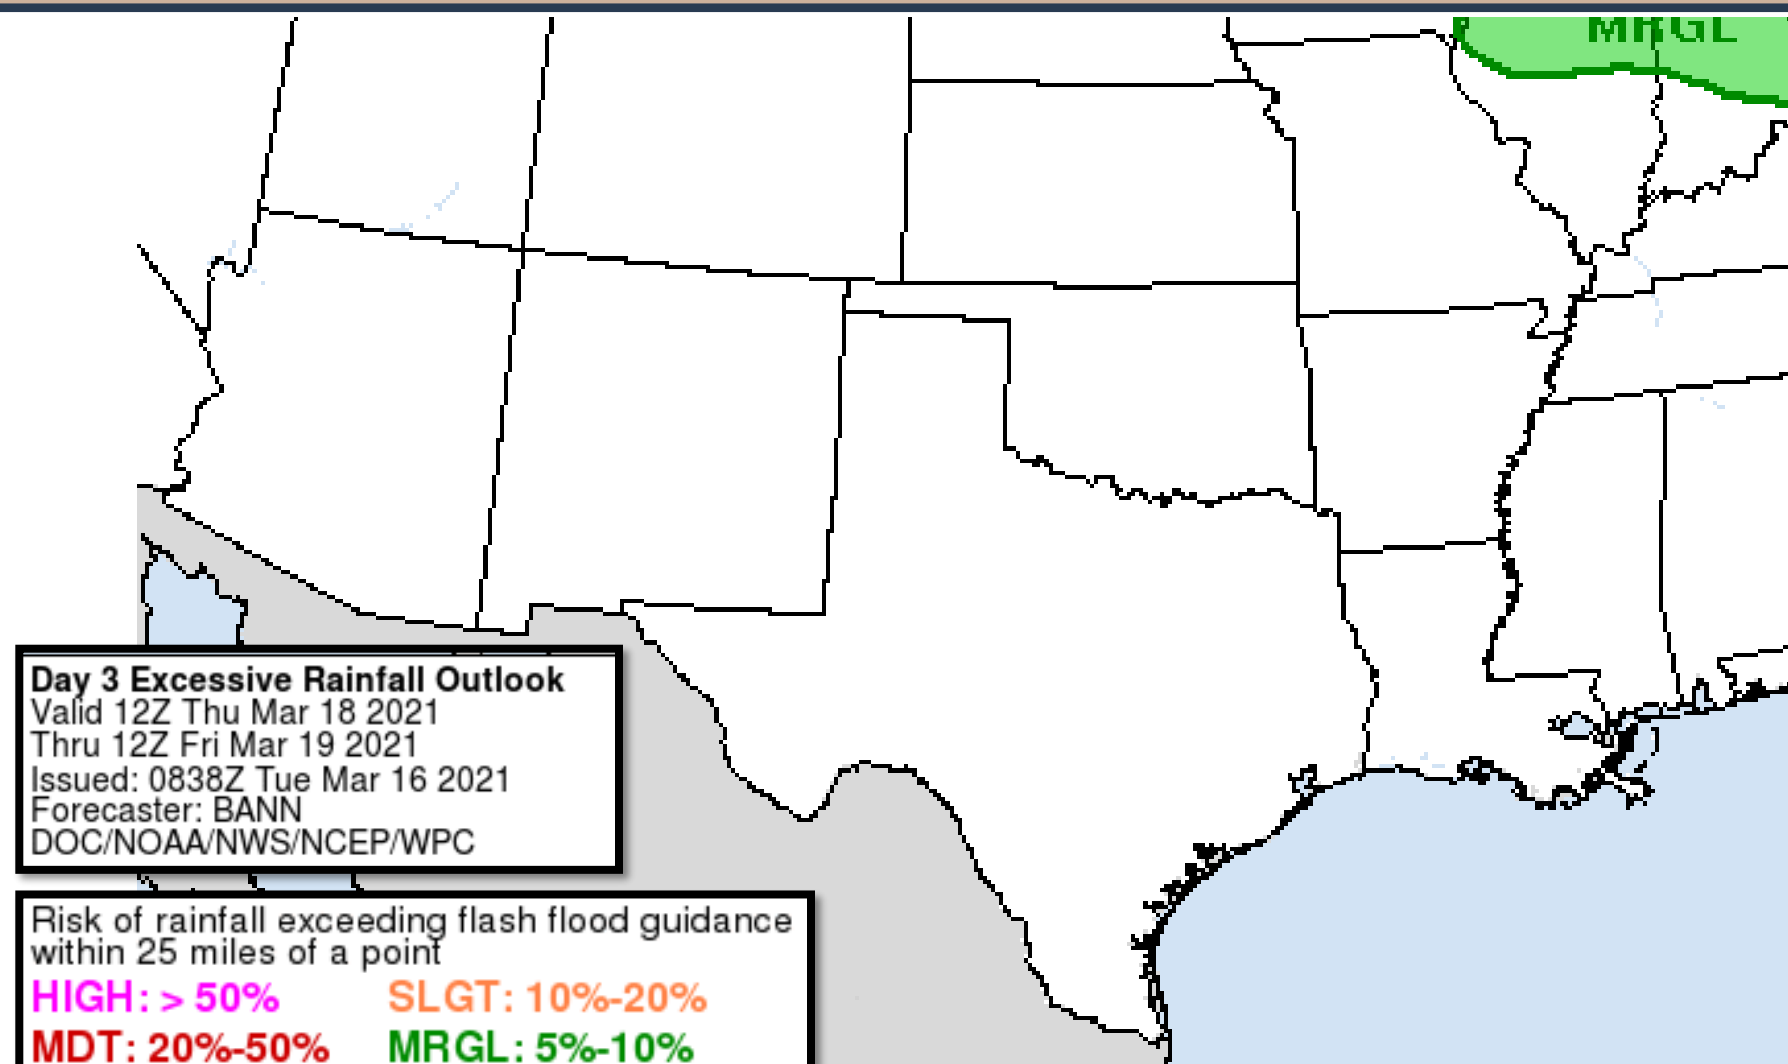 MRGL
Day 3 Excessive Rainfall Outlook
Valid 12Z Thu Mar 18 2021
Thru 12Z Fri Mar 19 2021
Issued: 0838Z Tue Mar 16 2021
Forecaster: BANN
DOC/NOAA/NWS/NCEP/WPC
Risk of rainfall exceeding flash flood guidance
within 25 miles of a point
HIGH: > 50% SLGT: 10%-20%
MDT: 20%-50% MRGL: 5%-10%